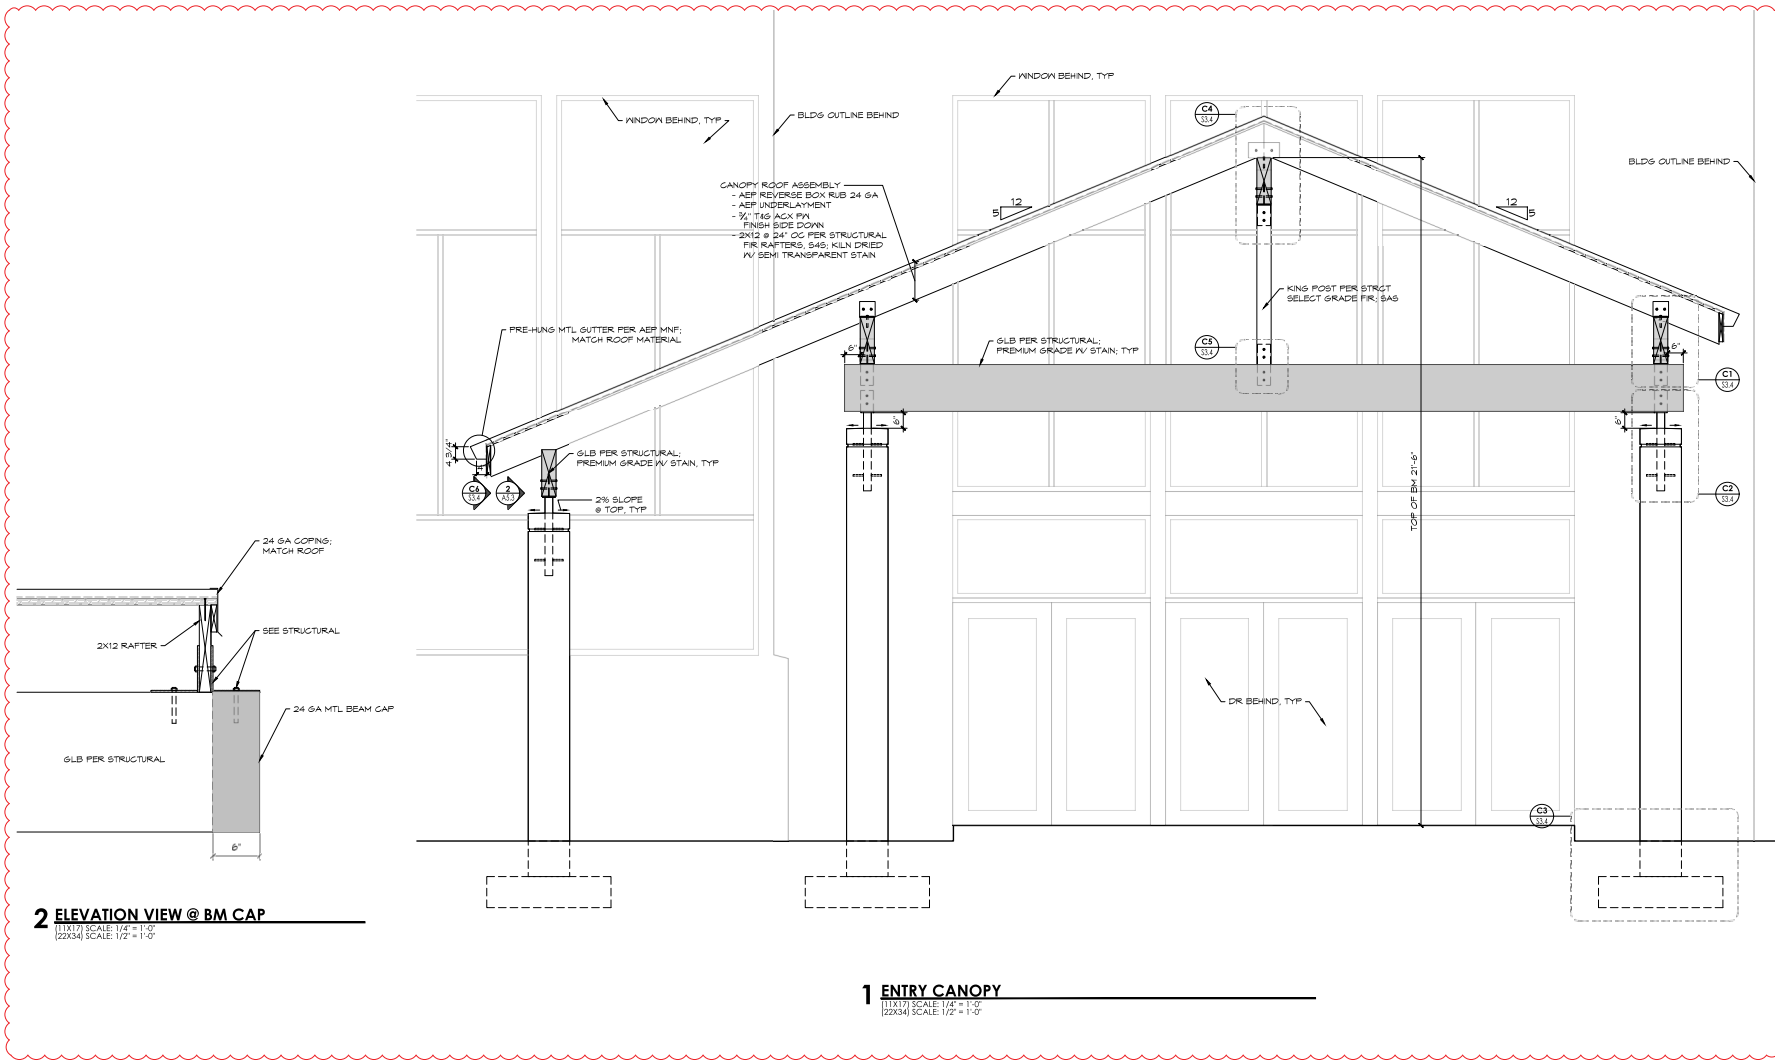 WINDOW BEHIND, TYP
WINDOW BEHIND, TYP
BLDG OUTLINE BEHIND
C4
S3.4
BLDG OUTLINE BEHIND
CANOPY ROOF ASSEMBLY
- AEP REVERSE BOX RUB 24 GA
- AEP UNDERLAYMENT
- 3/4" T&G ACX PW
FINISH SIDE DOWN
- 2X12 @ 24" OC PER STRUCTURAL
FIR RAFTERS, S4S; KILN DRIED
W/ SEMI TRANSPARENT STAIN
12
5
12
5
KING POST PER STRCT
SELECT GRADE FIR; SAS
PRE-HUNG MTL GUTTER PER AEP MNF;
MATCH ROOF MATERIAL
6"
GLB PER STRUCTURAL;
PREMIUM GRADE W/ STAIN; TYP
C5
S3.4
6"
C1
S3.4
6"
6"
4 3/4"
4"
GLB PER STRUCTURAL;
PREMIUM GRADE W/ STAIN, TYP
C6
S3.4
2
A5.3
2% SLOPE
@ TOP, TYP
TOP OF BM 21'-6"
C2
S3.4
24 GA COPING;
MATCH ROOF
2X12 RAFTER
SEE STRUCTURAL
24 GA MTL BEAM CAP
GLB PER STRUCTURAL
6"
DR BEHIND, TYP
C3
S3.4
2 ELEVATION VIEW @ BM CAP
(11X17) SCALE: 1/4" = 1'-0"
(22X34) SCALE: 1/2" = 1'-0"
1 ENTRY CANOPY
(11X17) SCALE: 1/4" = 1'-0"
(22X34) SCALE: 1/2" = 1'-0"